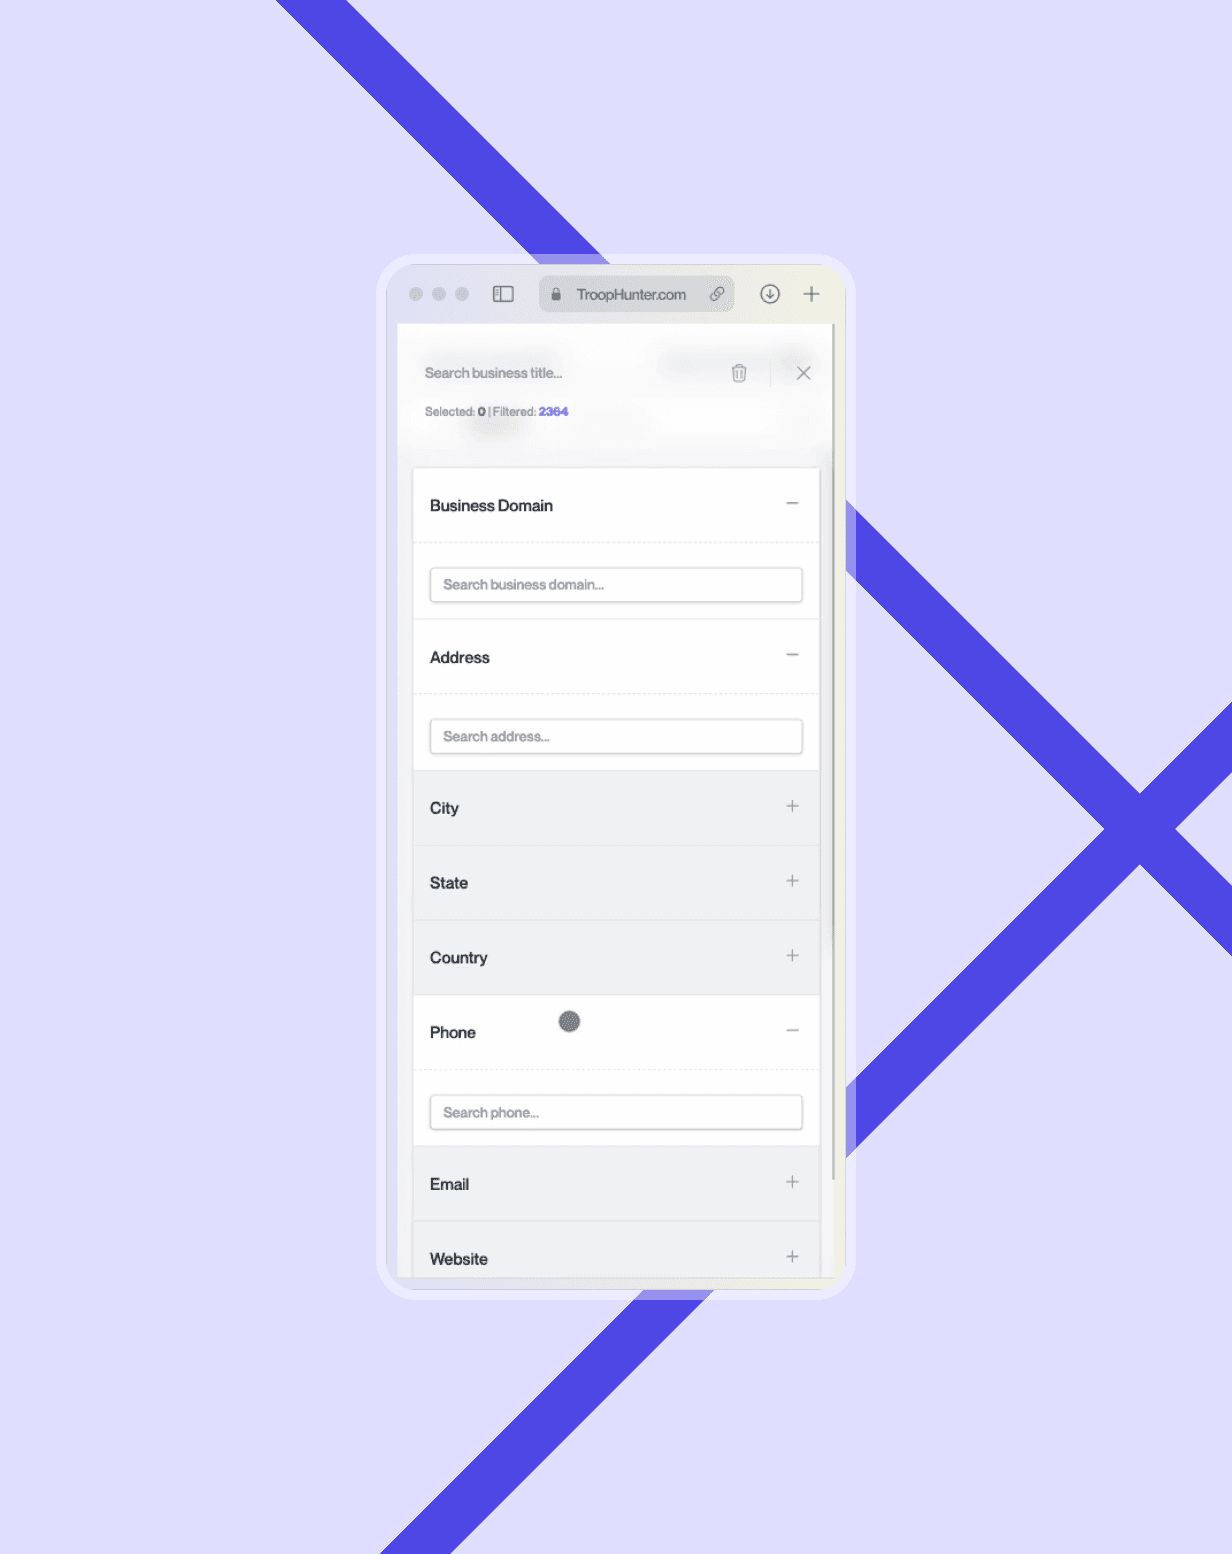 TroopHunter.com
Search business title...
Selected: 0 | Filtered: 2364
Business Domain
Search business domain...
Address
Search address...
City
State
Country
Phone
Search phone...
Email
Website